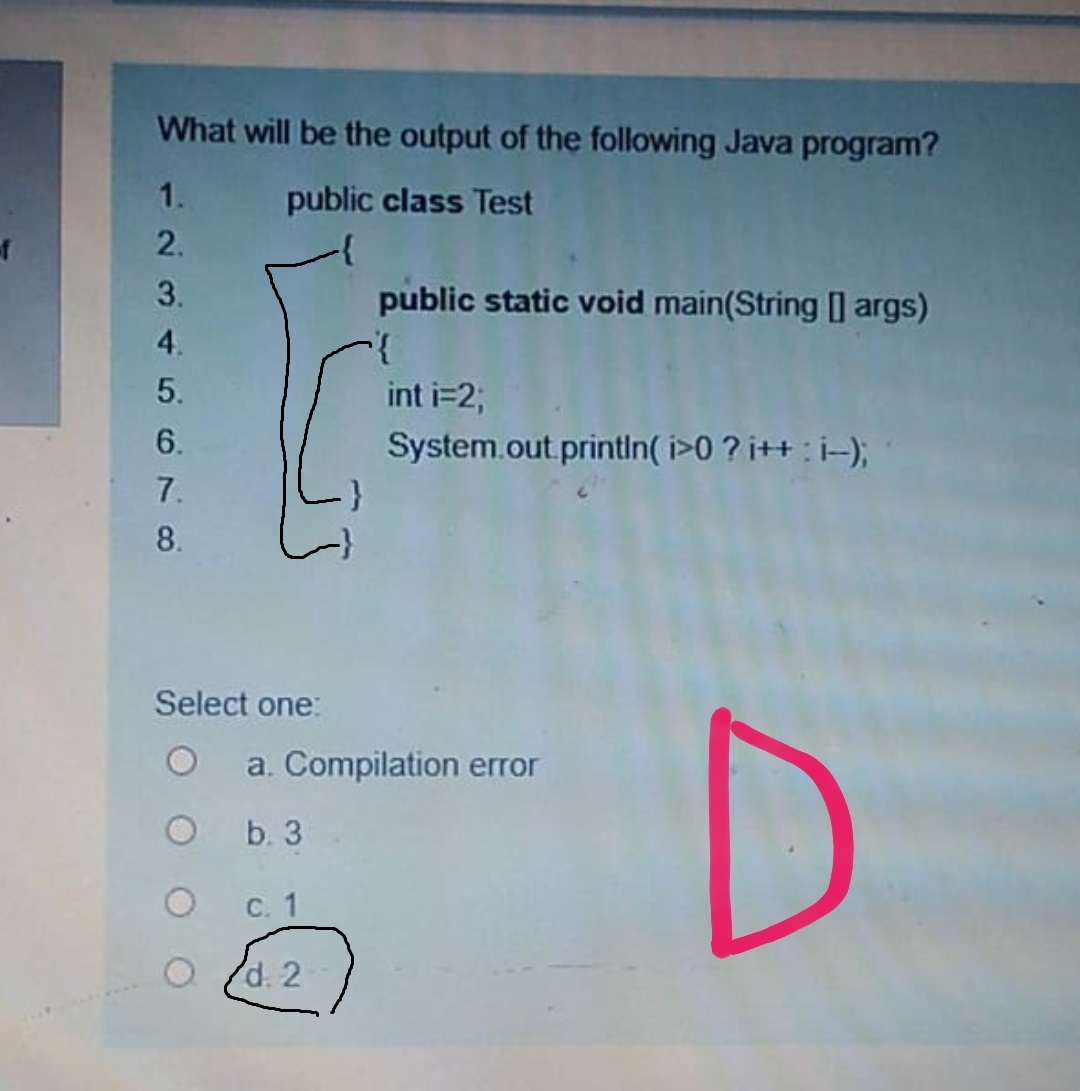 What will be the output of the following Java program?
1. public class Test
2. {
3. public static void main(String [] args)
4. {
5. int i=2;
6. System.out.println( i>0 ? i++ : i--);
7. }
8. }
Select one:
a. Compilation error
b. 3
c. 1
d. 2
D